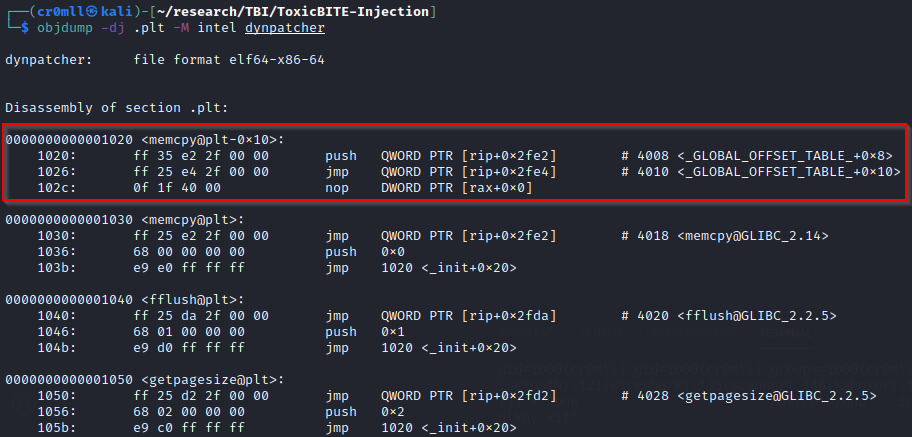 ┌──(cr0mll㉿kali)-[~/research/TBI/ToxicBITE-Injection]
└─$ objdump -dj .plt -M intel dynpatcher
dynpatcher:     file format elf64-x86-64
Disassembly of section .plt:
0000000000001020 <memcpy@plt-0×10>:
1020: ff 35 e2 2f 00 00 push QWORD PTR [rip+0×2fe2] # 4008 <_GLOBAL_OFFSET_TABLE_+0×8>
1026: ff 25 e4 2f 00 00 jmp QWORD PTR [rip+0×2fe4] # 4010 <_GLOBAL_OFFSET_TABLE_+0×10>
102c: 0f 1f 40 00 nop DWORD PTR [rax+0×0]
0000000000001030 <memcpy@plt>:
1030: ff 25 e2 2f 00 00 jmp QWORD PTR [rip+0×2fe2] # 4018 <memcpy@GLIBC_2.14>
1036: 68 00 00 00 00 push 0×0
103b: e9 e0 ff ff ff jmp 1020 <_init+0×20>
0000000000001040 <fflush@plt>:
1040: ff 25 da 2f 00 00 jmp QWORD PTR [rip+0×2fda] # 4020 <fflush@GLIBC_2.2.5>
1046: 68 01 00 00 00 push 0×1
104b: e9 d0 ff ff ff jmp 1020 <_init+0×20>
0000000000001050 <getpagesize@plt>:
1050: ff 25 d2 2f 00 00 jmp QWORD PTR [rip+0×2fd2] # 4028 <getpagesize@GLIBC_2.2.5>
1056: 68 02 00 00 00 push 0×2
105b: e9 c0 ff ff ff jmp 1020 <_init+0×20>